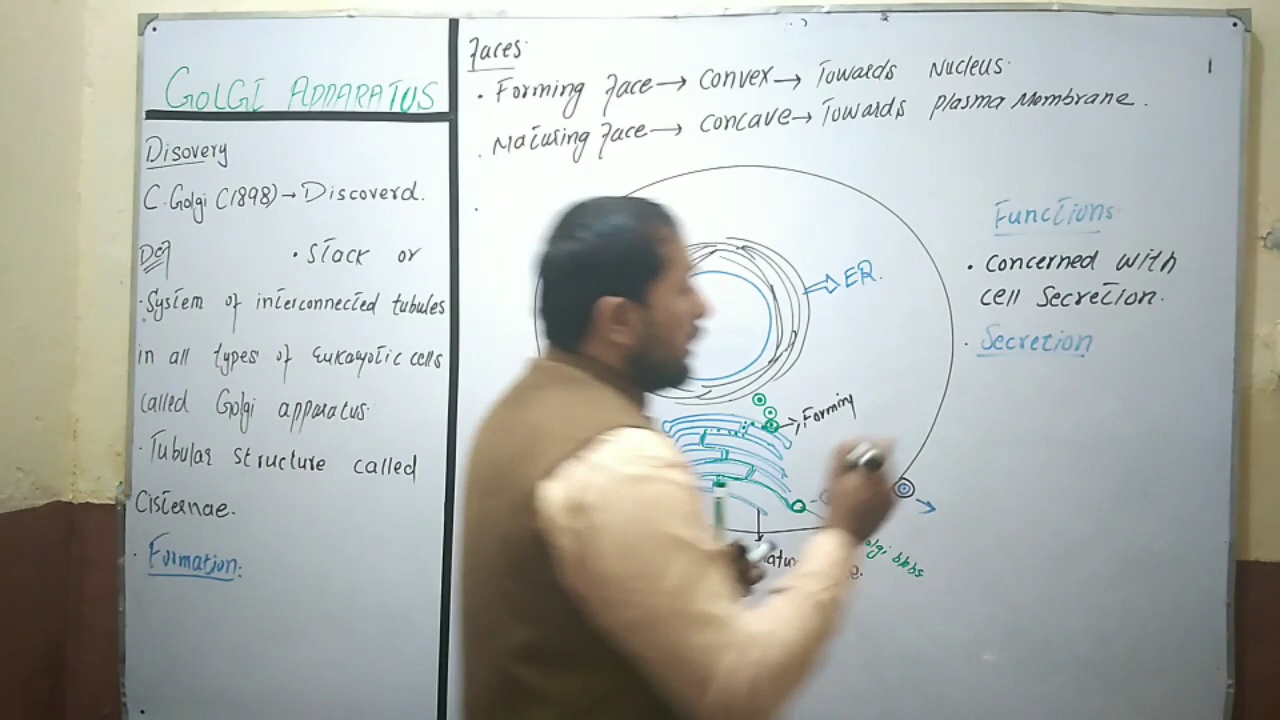 GOLGI APPARATUS
Disovery
C. Golgi (1898) → Discoverd.
Def • Stack or
• System of interconnected tubules
in all types of Eukaryotic cells
called Golgi apparatus.
• Tubular structure called
Cisternae.
• Formation:
Faces
• Forming Face → convex → Towards Nucleus.
• Maturing Face → concave → Towards plasma Membrane.
ER.
Forming
Functions
• concerned with
cell secretion.
• Secretion